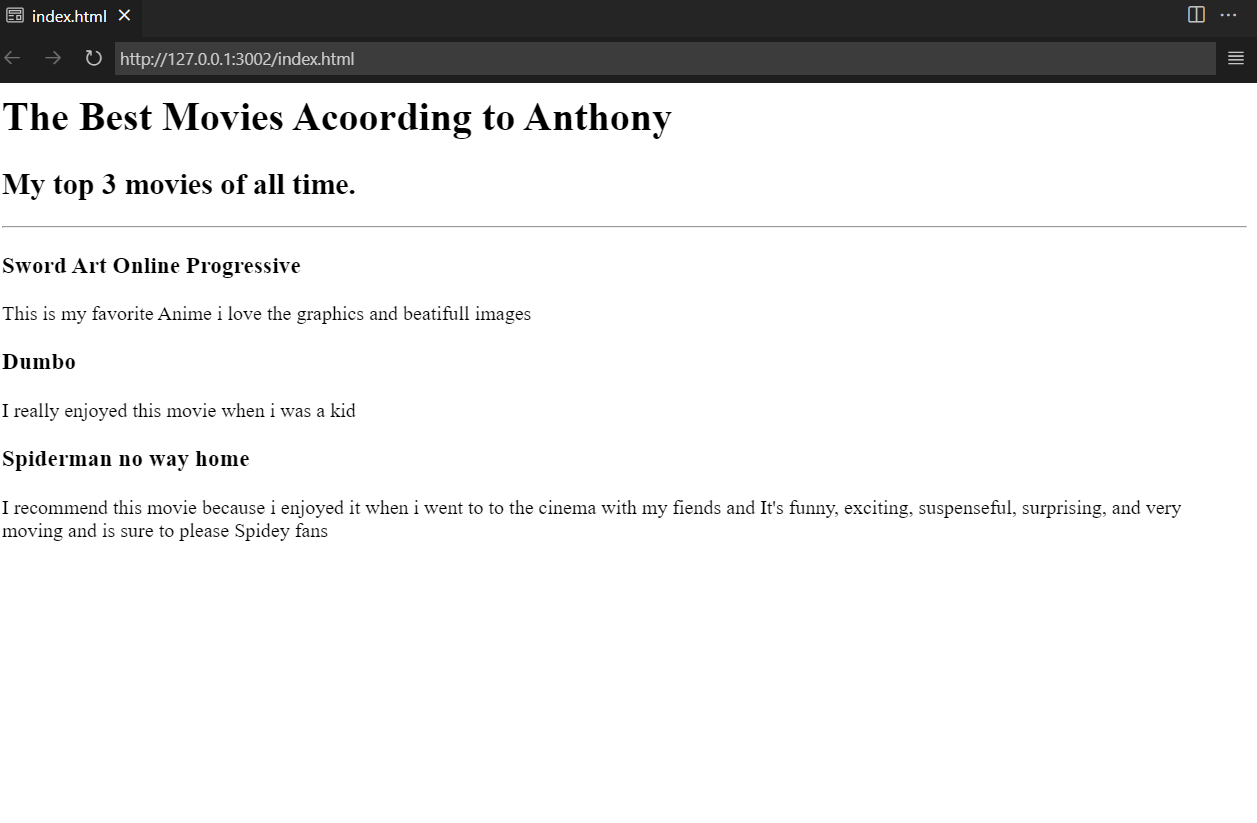 index.html
http://127.0.0.1:3002/index.html
The Best Movies Acoording to Anthony
My top 3 movies of all time.
Sword Art Online Progressive
This is my favorite Anime i love the graphics and beatifull images
Dumbo
I really enjoyed this movie when i was a kid
Spiderman no way home
I recommend this movie because i enjoyed it when i went to to the cinema with my fiends and It's funny, exciting, suspenseful, surprising, and very
moving and is sure to please Spidey fans